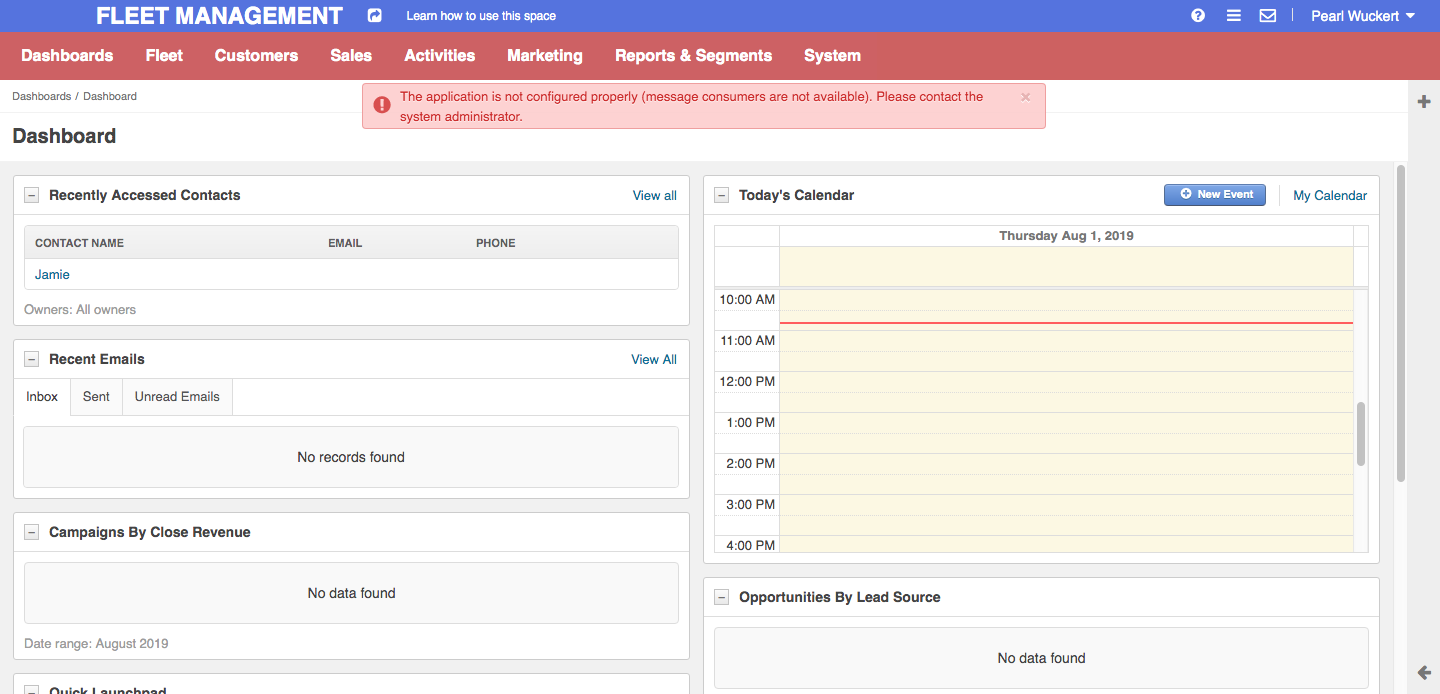 FLEET MANAGEMENT
Learn how to use this space
Pearl Wuckert
Dashboards Fleet Customers Sales Activities Marketing Reports & Segments System
Dashboards / Dashboard
The application is not configured properly (message consumers are not available). Please contact the
system administrator.
Dashboard
Recently Accessed Contacts
View all
CONTACT NAME EMAIL PHONE
Jamie
Owners: All owners
Recent Emails
View All
Inbox Sent Unread Emails
No records found
Campaigns By Close Revenue
No data found
Date range: August 2019
Quick Launchpad
Today's Calendar
New Event
My Calendar
Thursday Aug 1, 2019
10:00 AM
11:00 AM
12:00 PM
1:00 PM
2:00 PM
3:00 PM
4:00 PM
Opportunities By Lead Source
No data found